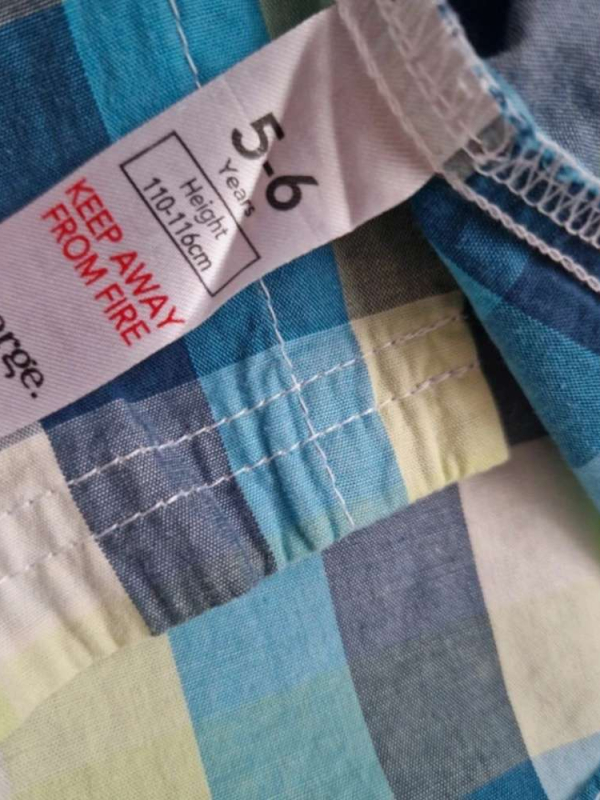 5-6
Years
Height
110-116cm
KEEP AWAY
FROM FIRE